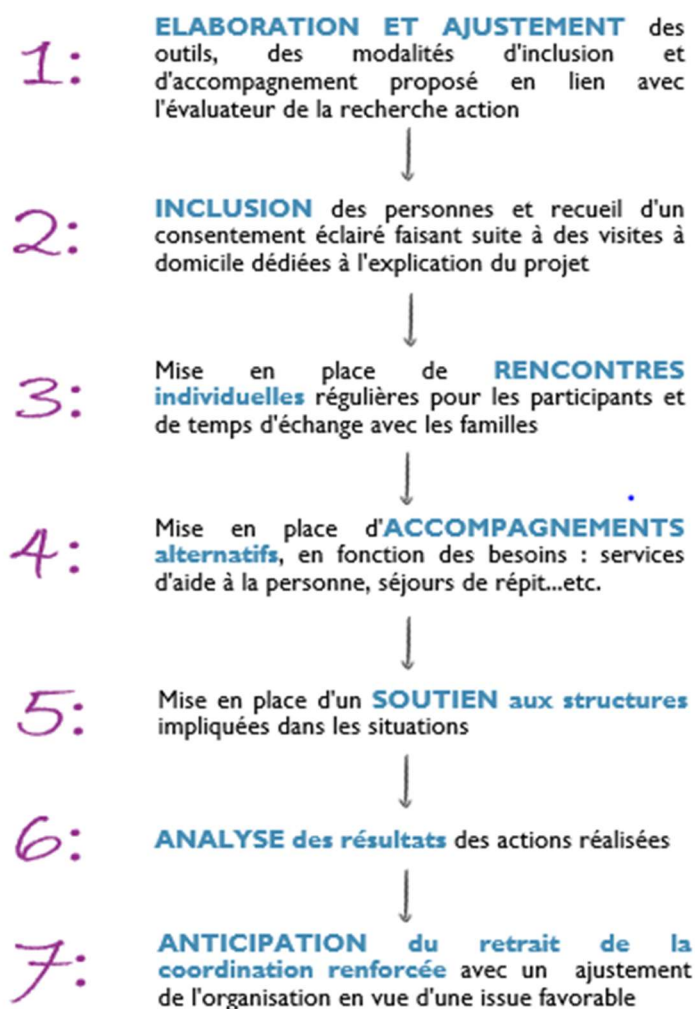 1:
ELABORATION ET AJUSTEMENT des
outils, des modalités d'inclusion et
d'accompagnement proposé en lien avec
l'évaluateur de la recherche action
2:
INCLUSION des personnes et recueil d'un
consentement éclairé faisant suite à des visites à
domicile dédiées à l'explication du projet
3:
Mise en place de RENCONTRES
individuelles régulières pour les participants et
de temps d'échange avec les familles
4:
Mise en place d'ACCOMPAGNEMENTS
alternatifs, en fonction des besoins : services
d'aide à la personne, séjours de répit...etc.
5:
Mise en place d'un SOUTIEN aux structures
impliquées dans les situations
6:
ANALYSE des résultats des actions réalisées
7:
ANTICIPATION du retrait de la
coordination renforcée avec un ajustement
de l'organisation en vue d'une issue favorable